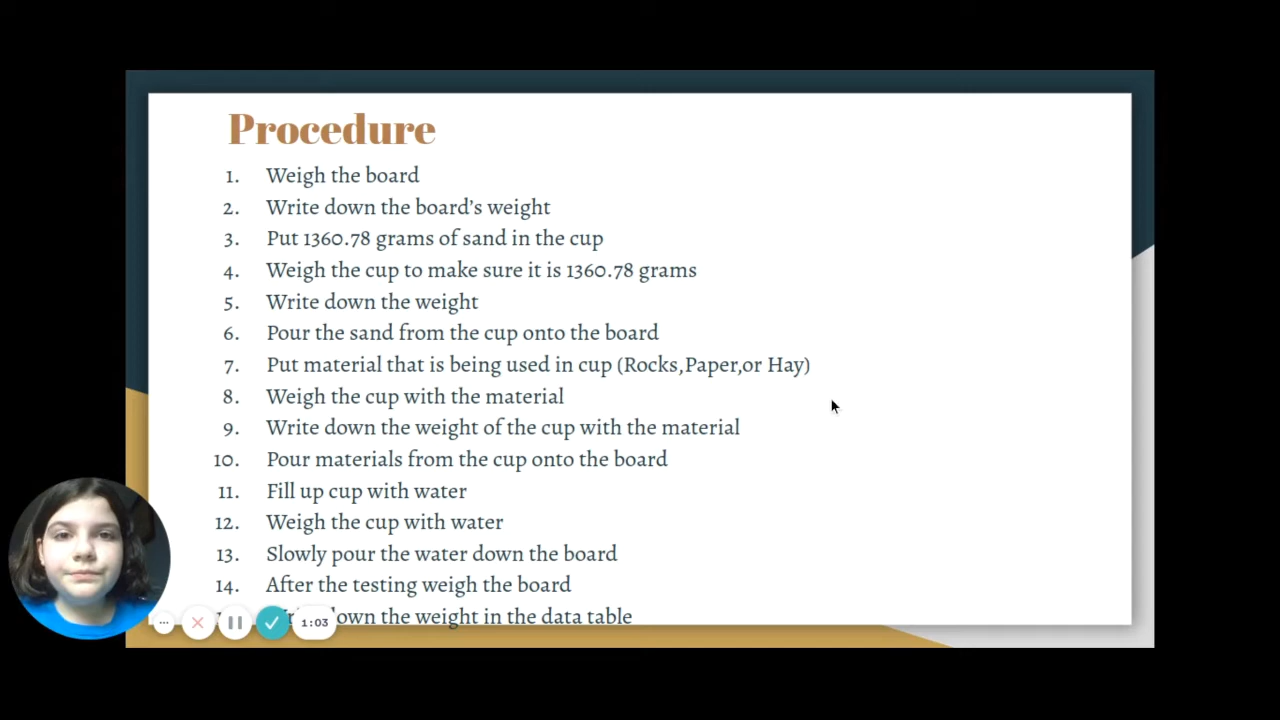 Procedure
1. Weigh the board
2. Write down the board's weight
3. Put 1360.78 grams of sand in the cup
4. Weigh the cup to make sure it is 1360.78 grams
5. Write down the weight
6. Pour the sand from the cup onto the board
7. Put material that is being used in cup (Rocks,Paper,or Hay)
8. Weigh the cup with the material
9. Write down the weight of the cup with the material
10. Pour materials from the cup onto the board
11. Fill up cup with water
12. Weigh the cup with water
13. Slowly pour the water down the board
14. After the testing weigh the board
down the weight in the data table
1:03